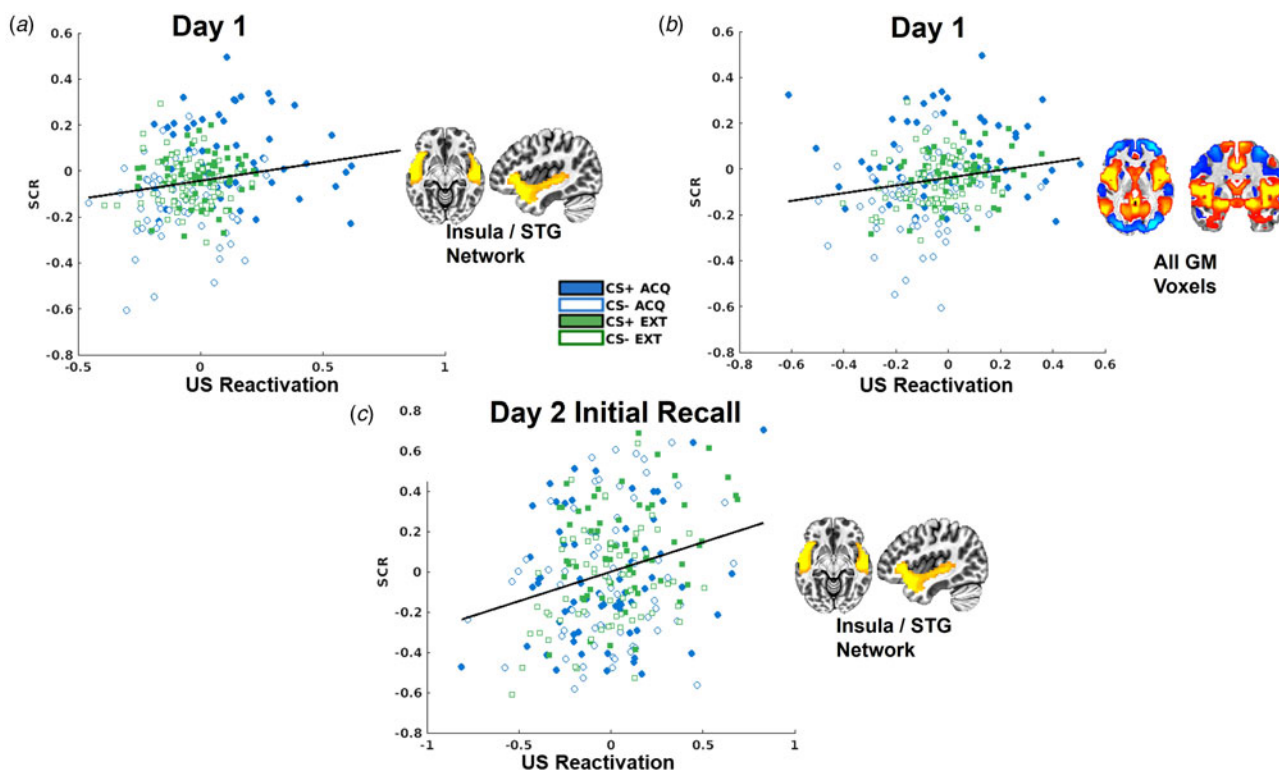 (a)
Day 1
0.6
0.4
0.2
0
-0.2
-0.4
-0.6
-0.8
SCR
-0.5
0
0.5
1
US Reactivation
Insula / STG
Network
CS+ ACQ
CS- ACQ
CS+ EXT
CS- EXT
(b)
Day 1
0.6
0.4
0.2
0
-0.2
-0.4
-0.6
-0.8
SCR
-0.8
-0.6
-0.4
-0.2
0
0.2
0.4
0.6
US Reactivation
All GM
Voxels
(c)
Day 2 Initial Recall
0.8
0.6
0.4
0.2
0
-0.2
-0.4
-0.6
-0.8
SCR
-1
-0.5
0
0.5
1
US Reactivation
Insula / STG
Network